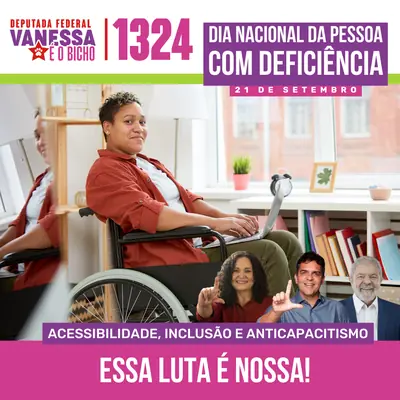 DEPUTADA FEDERAL
VANESSA
É O BICHO
1324
DIA NACIONAL DA PESSOA
COM DEFICIÊNCIA
21 DE SETEMBRO
ACESSIBILIDADE, INCLUSÃO E ANTICAPACITISMO
ESSA LUTA É NOSSA!